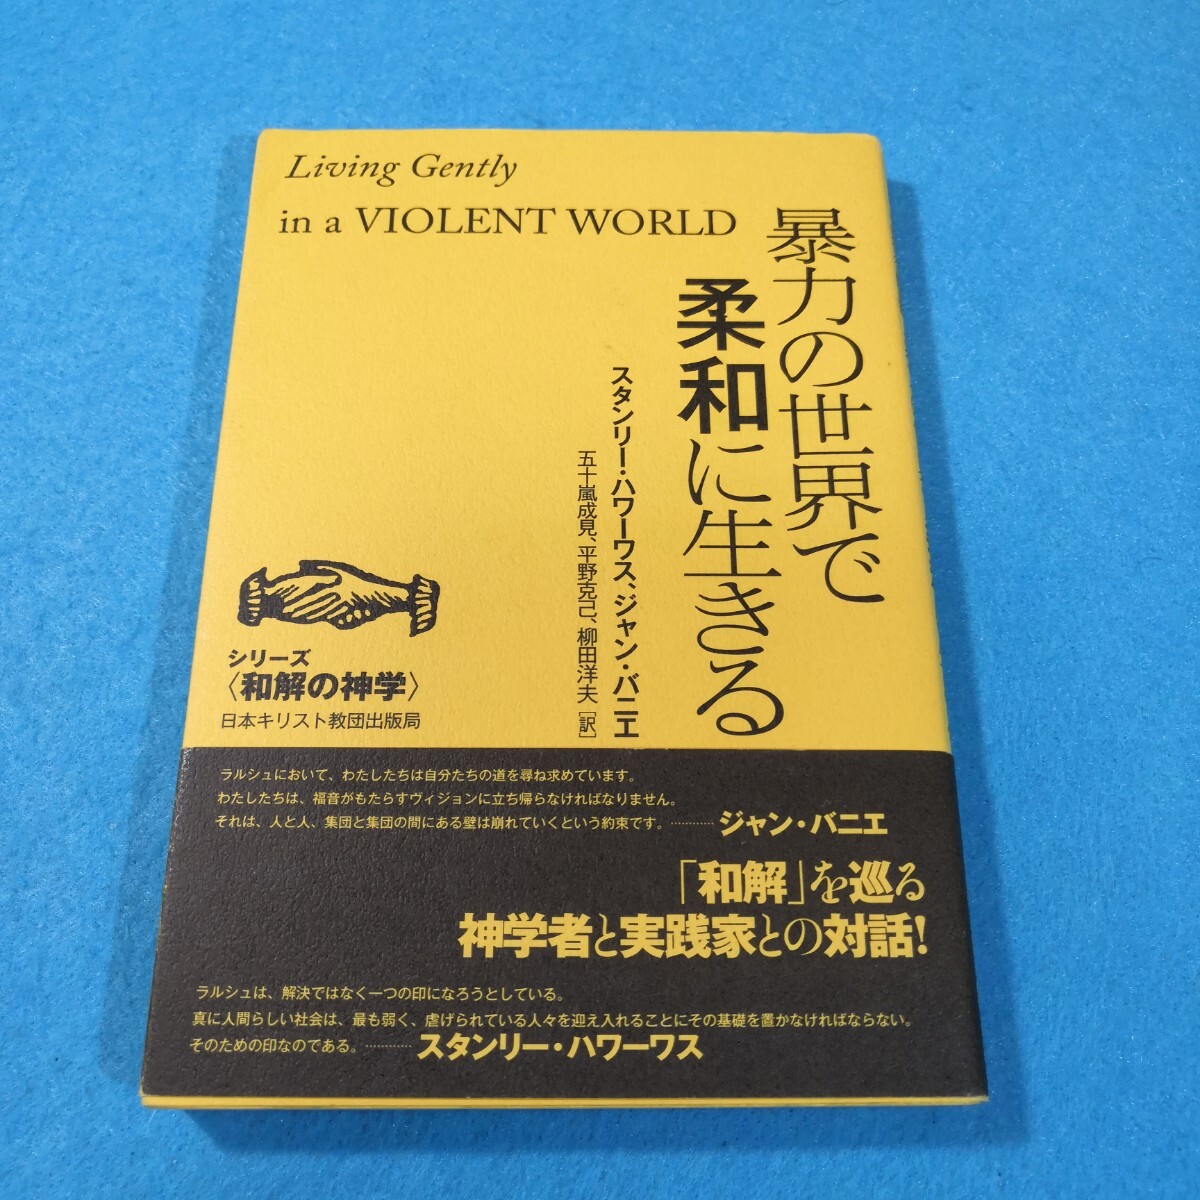 Living Gently
in a VIOLENT WORLD
暴力の世界で
柔和に生きる
スタンリー・ハワーワス、ジャン・バニエ
五十嵐成見、平野克己、柳田洋夫［訳］
シリーズ
〈和解の神学〉
日本キリスト教団出版局
ラルシュにおいて、わたしたちは自分たちの道を尋ね求めています。
わたしたちは、福音がもたらすヴィジョンに立ち帰らなければなりません。
それは、人と人、集団と集団の間にある壁は崩れていくという約束です。………… ジャン・バニエ
「和解」を巡る
神学者と実践家との対話！
ラルシュは、解決ではなく一つの印になろうとしている。
真に人間らしい社会は、最も弱く、虐げられている人々を迎え入れることにその基礎を置かなければならない。
そのための印なのである。………… スタンリー・ハワーワス